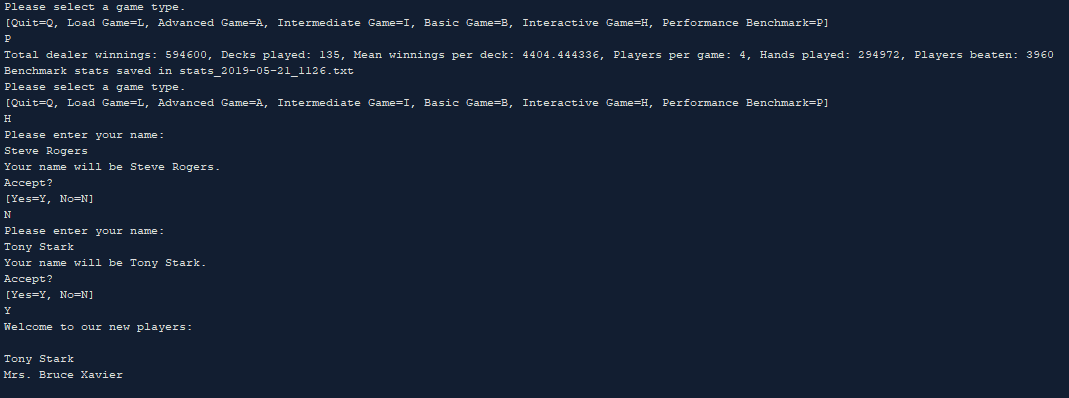 Please select a game type.
[Quit=Q, Load Game=L, Advanced Game=A, Intermediate Game=I, Basic Game=B, Interactive Game=H, Performance Benchmark=P]
P
Total dealer winnings: 594600, Decks played: 135, Mean winnings per deck: 4404.444336, Players per game: 4, Hands played: 294972, Players beaten: 3960
Benchmark stats saved in stats_2019-05-21_1126.txt
Please select a game type.
[Quit=Q, Load Game=L, Advanced Game=A, Intermediate Game=I, Basic Game=B, Interactive Game=H, Performance Benchmark=P]
H
Please enter your name:
Steve Rogers
Your name will be Steve Rogers.
Accept?
[Yes=Y, No=N]
N
Please enter your name:
Tony Stark
Your name will be Tony Stark.
Accept?
[Yes=Y, No=N]
Y
Welcome to our new players:
Tony Stark
Mrs. Bruce Xavier